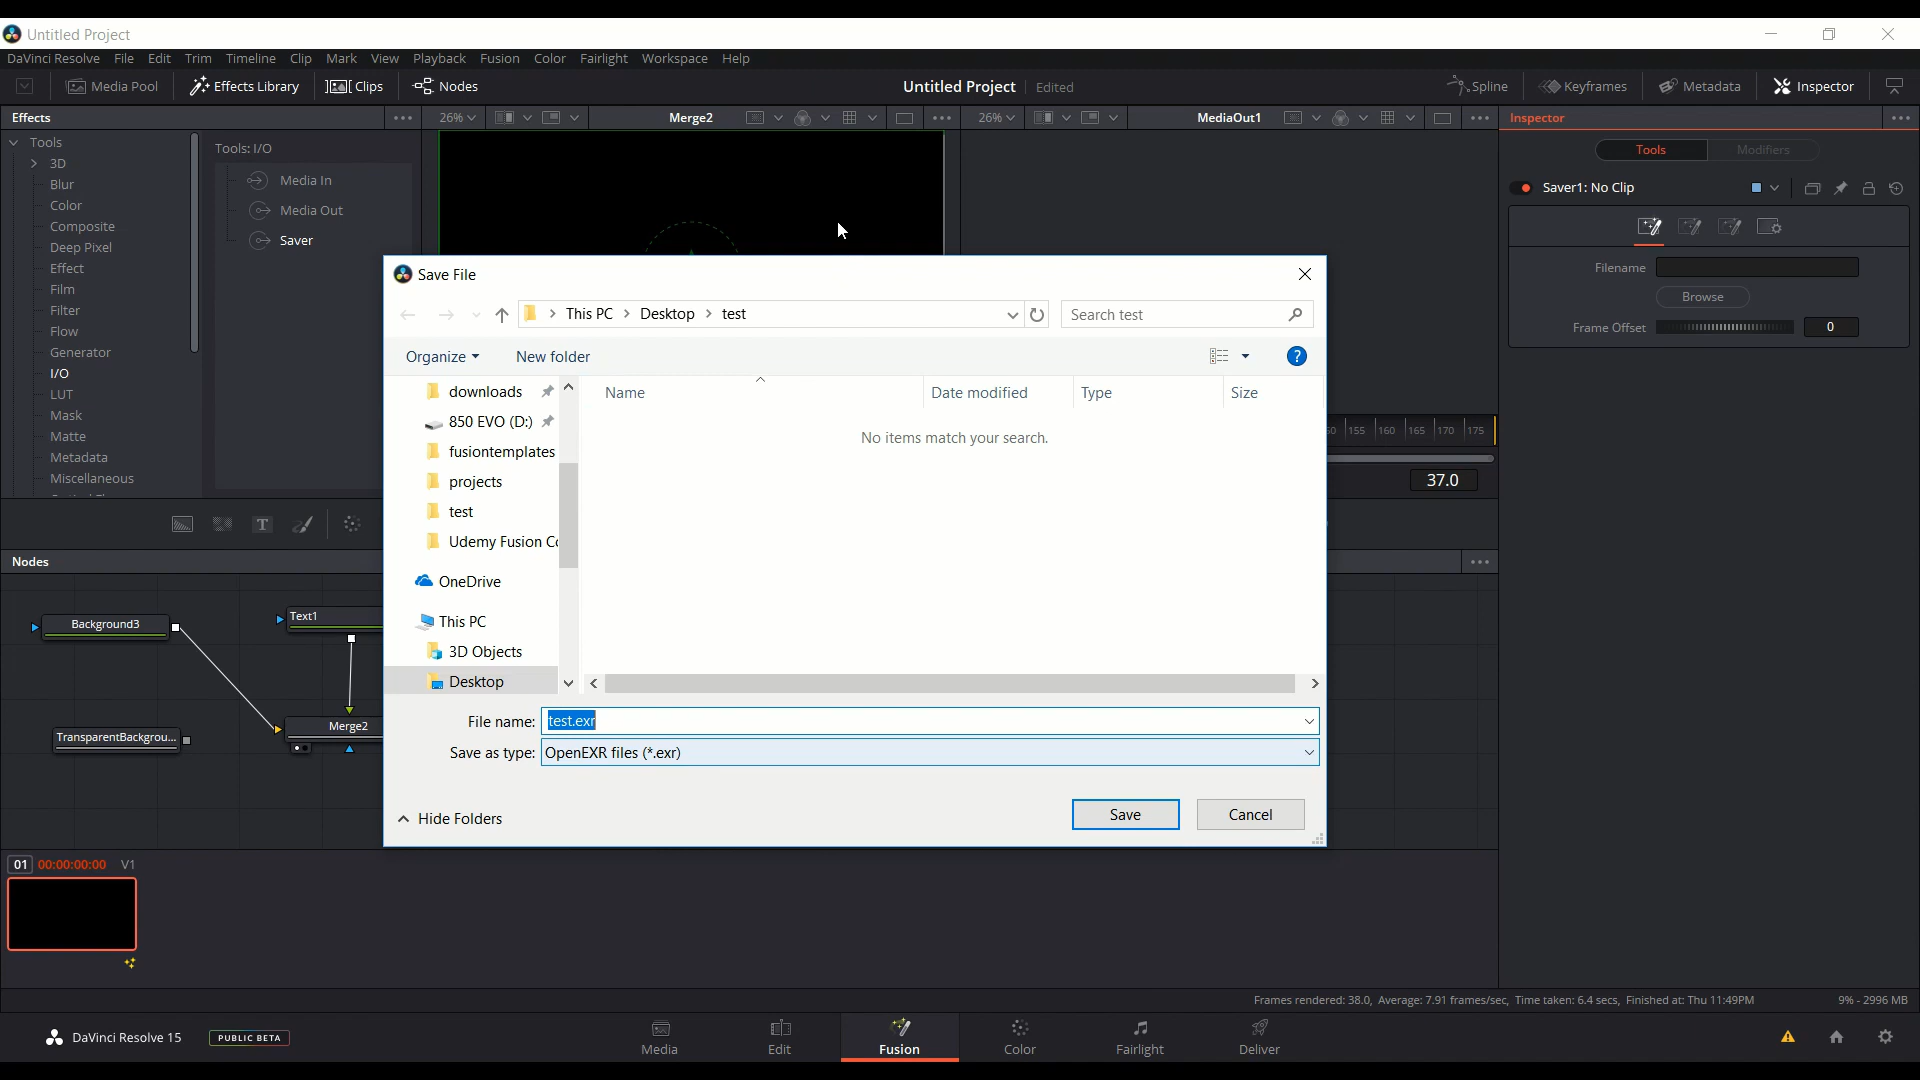 Untitled Project
DaVinci Resolve File Edit Trim Timeline Clip Mark View Playback Fusion Color Fairlight Workspace Help
Media Pool Effects Library Clips Nodes Untitled Project Edited Spline Keyframes Metadata Inspector
Effects 26% Merge2 26% MediaOut1 Inspector
Tools
3D
Blur
Color
Composite
Deep Pixel
Effect
Film
Filter
Flow
Generator
I/O
LUT
Mask
Matte
Metadata
Miscellaneous
Tools: I/O
Media In
Media Out
Saver
Tools Modifiers
Saver1: No Clip
Filename
Browse
Frame Offset 0
Save File
This PC > Desktop > test Search test
Organize New folder
downloads
850 EVO (D:)
fusiontemplates
projects
test
Udemy Fusion
OneDrive
This PC
3D Objects
Desktop
Name Date modified Type Size
No items match your search.
File name: test.exr
Save as type: OpenEXR files (*.exr)
Hide Folders Save Cancel
155 160 165 170 175
37.0
T
Nodes
Background3 Text1
TransparentBackgrou... Merge2
01 00:00:00:00 V1
Frames rendered: 38.0, Average: 7.91 frames/sec, Time taken: 6.4 secs, Finished at: Thu 11:49PM 9% - 2996 MB
DaVinci Resolve 15 PUBLIC BETA Media Edit Fusion Color Fairlight Deliver